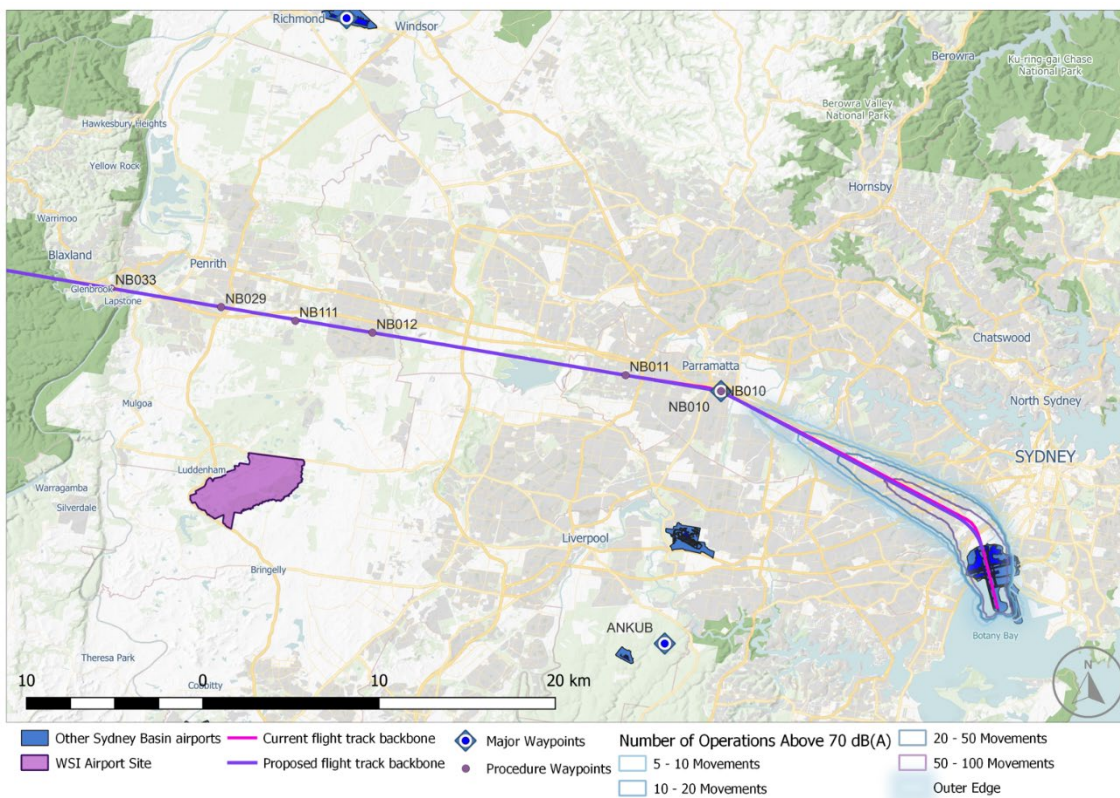 Richmond
Windsor
Berowra
Ku-ring-gai Chase
National Park
Berowra Valley
National Park
Hawkesbury Heights
Yellow Rock
Hornsby
Warrimoo
Blaxland
Penrith
NB033
Glenbrook
Lapstone
NB029
NB111
NB012
Chatswood
Parramatta
NB011
NB010
NB010
North Sydney
Mulgoa
SYDNEY
Luddenham
Warragamba
Silverdale
Liverpool
Bringelly
ANKUB
Botany Bay
Theresa Park
Cobbitty
N
10 0 10 20 km
Other Sydney Basin airports
WSI Airport Site
Current flight track backbone
Proposed flight track backbone
Major Waypoints
Procedure Waypoints
Number of Operations Above 70 dB(A)
5 - 10 Movements
10 - 20 Movements
20 - 50 Movements
50 - 100 Movements
Outer Edge